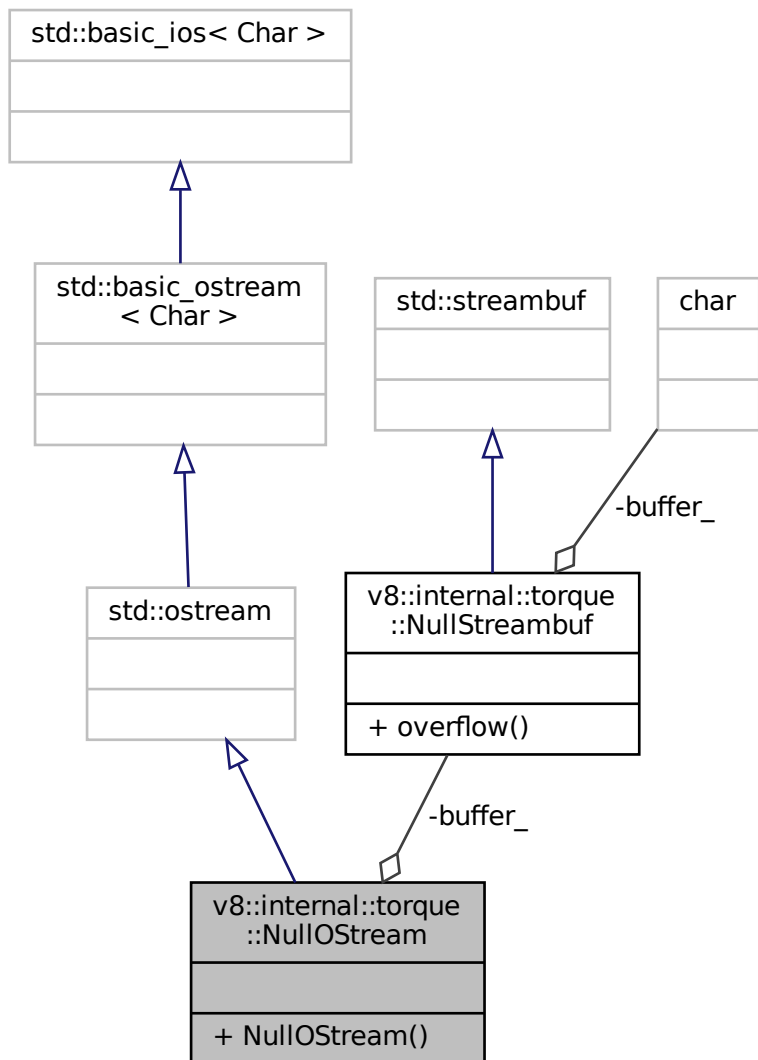 std::basic_ios< Char >
std::basic_ostream
< Char >
std::streambuf
char
-buffer_
std::ostream
v8::internal::torque
::NullStreambuf
+ overflow()
-buffer_
v8::internal::torque
::NullOStream
+ NullOStream()